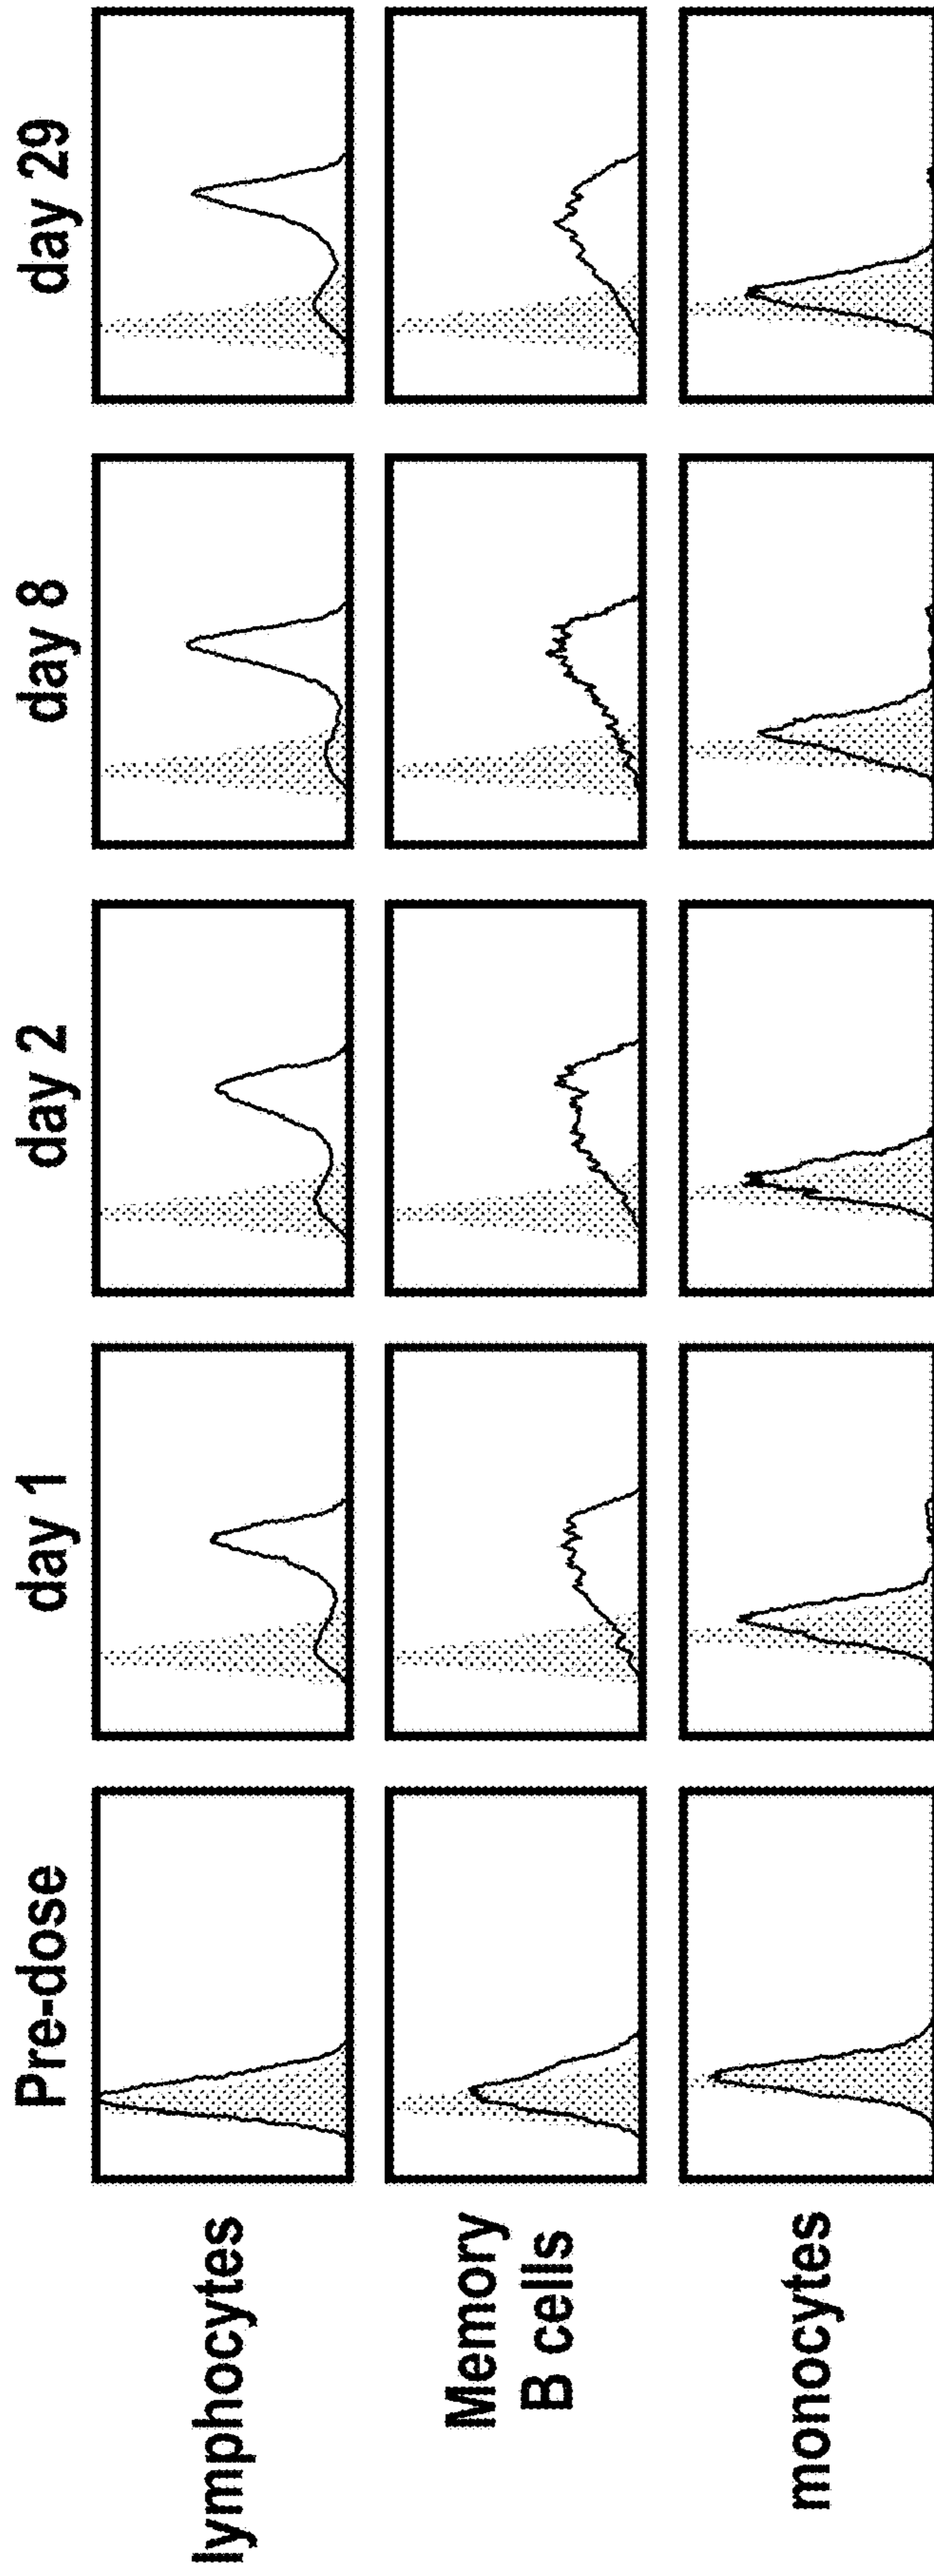 Pre-dose
day 1
day 2
day 8
day 29
lymphocytes
Memory
B cells
monocytes